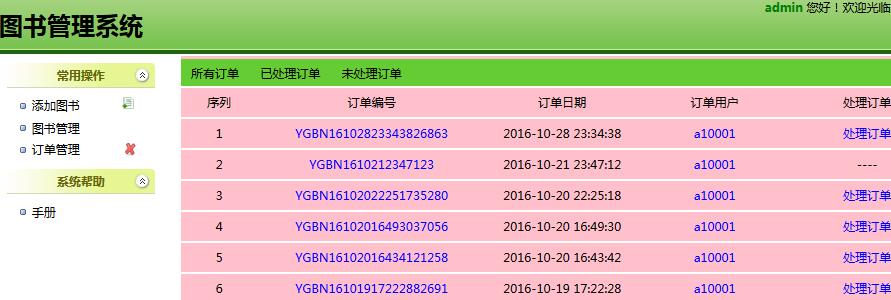 admin 您好！欢迎光临
图书管理系统
常用操作
添加图书
图书管理
订单管理
系统帮助
手册
所有订单 已处理订单 未处理订单
序列 订单编号 订单日期 订单用户 处理订单
1 YGBN16102823343826863 2016-10-28 23:34:38 a10001 处理订单
2 YGBN1610212347123 2016-10-21 23:47:12 a10001 ----
3 YGBN16102022251735280 2016-10-20 22:25:18 a10001 处理订单
4 YGBN16102016493037056 2016-10-20 16:49:30 a10001 处理订单
5 YGBN16102016434121258 2016-10-20 16:43:42 a10001 处理订单
6 YGBN16101917222882691 2016-10-19 17:22:28 a10001 处理订单